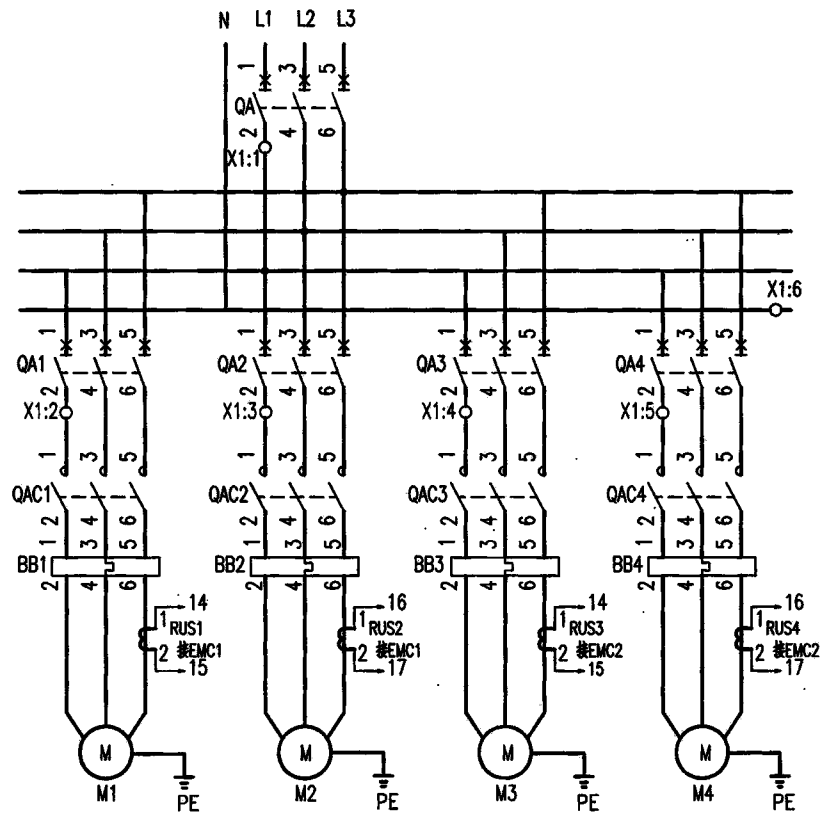 N L1 L2 L3
1 3 5
QA
2 4 6
X1:1
X1:6
1 3 5 1 3 5 1 3 5 1 3 5
QA1 QA2 QA3 QA4
2 4 6 2 4 6 2 4 6 2 4 6
X1:2 X1:3 X1:4 X1:5
1 3 5 1 3 5 1 3 5 1 3 5
QAC1 QAC2 QAC3 QAC4
2 4 6 2 4 6 2 4 6 2 4 6
1 3 5 1 3 5 1 3 5 1 3 5
BB1 BB2 BB3 BB4
2 4 6 2 4 6 2 4 6 2 4 6
14 16 14 16
1 RUS1 1 RUS2 1 RUS3 1 RUS4
2 接EMC1 2 接EMC1 2 接EMC2 2 接EMC2
15 17 15 17
M M M M
M1 M2 M3 M4
PE PE PE PE